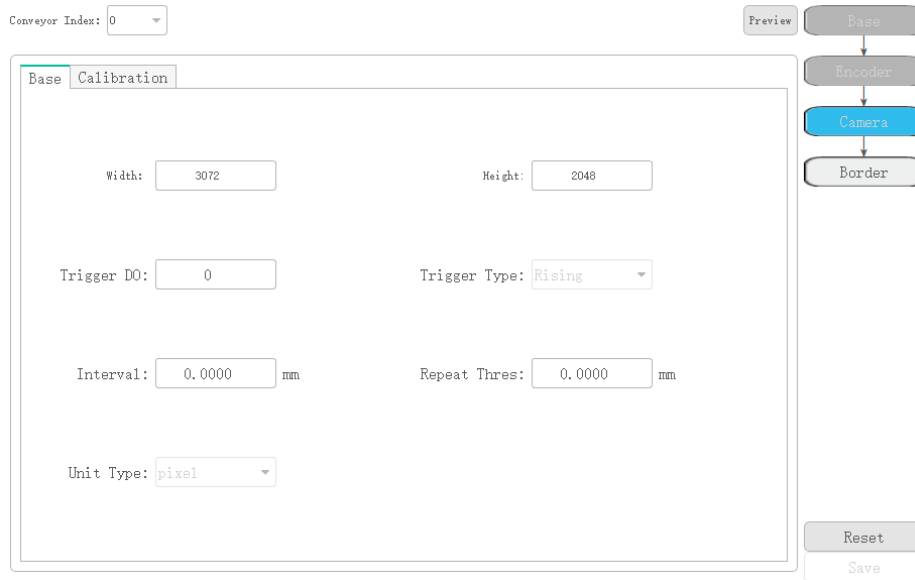 Conveyor Index: 0 Preview Base
Encoder
Base Calibration
Camera
Width: 3072 Height: 2048 Border
Trigger DO: 0 Trigger Type: Rising
Interval: 0.0000 mm Repeat Thres: 0.0000 mm
Unit Type: pixel
Reset
Save